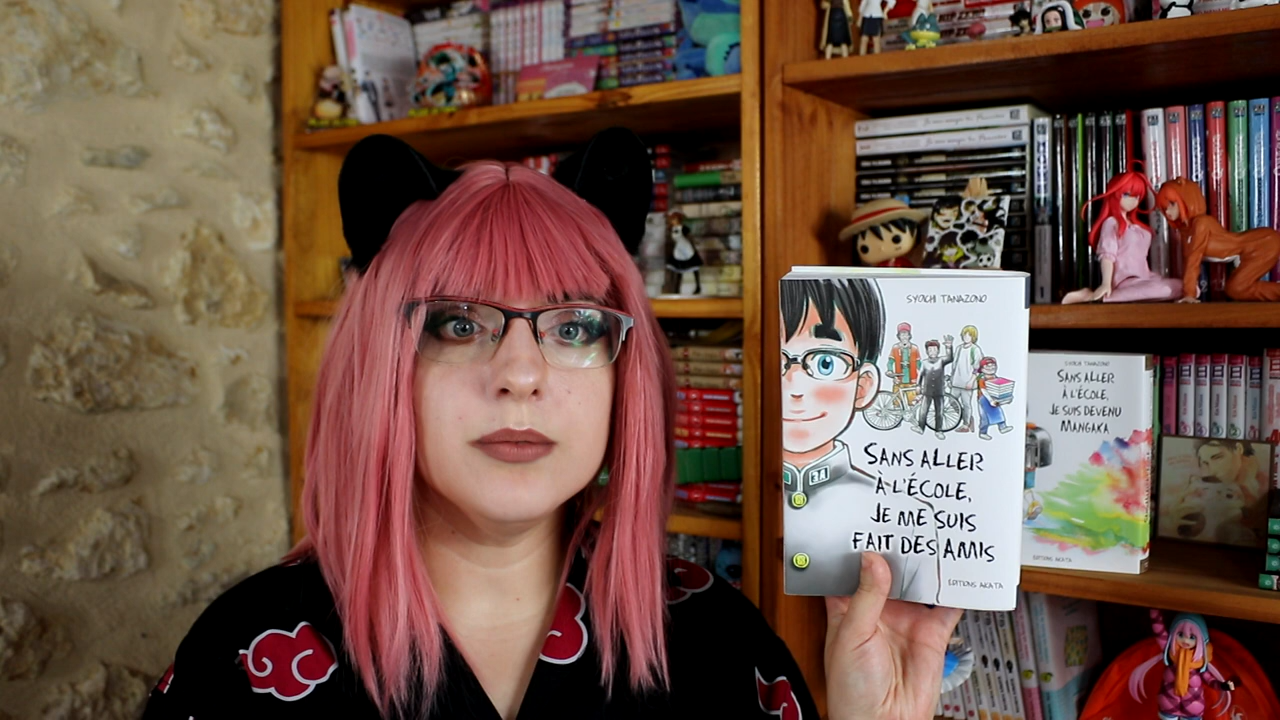 SYOICHI TANAZONO
SANS ALLER
À L'ÉCOLE,
JE ME SUIS
FAIT DES AMIS
EDITIONS AKATA
3A
SYOICHI TANAZONO
SANS ALLER
À L'ÉCOLE,
JE SUIS DEVENU
MANGAKA
EDITIONS AKATA